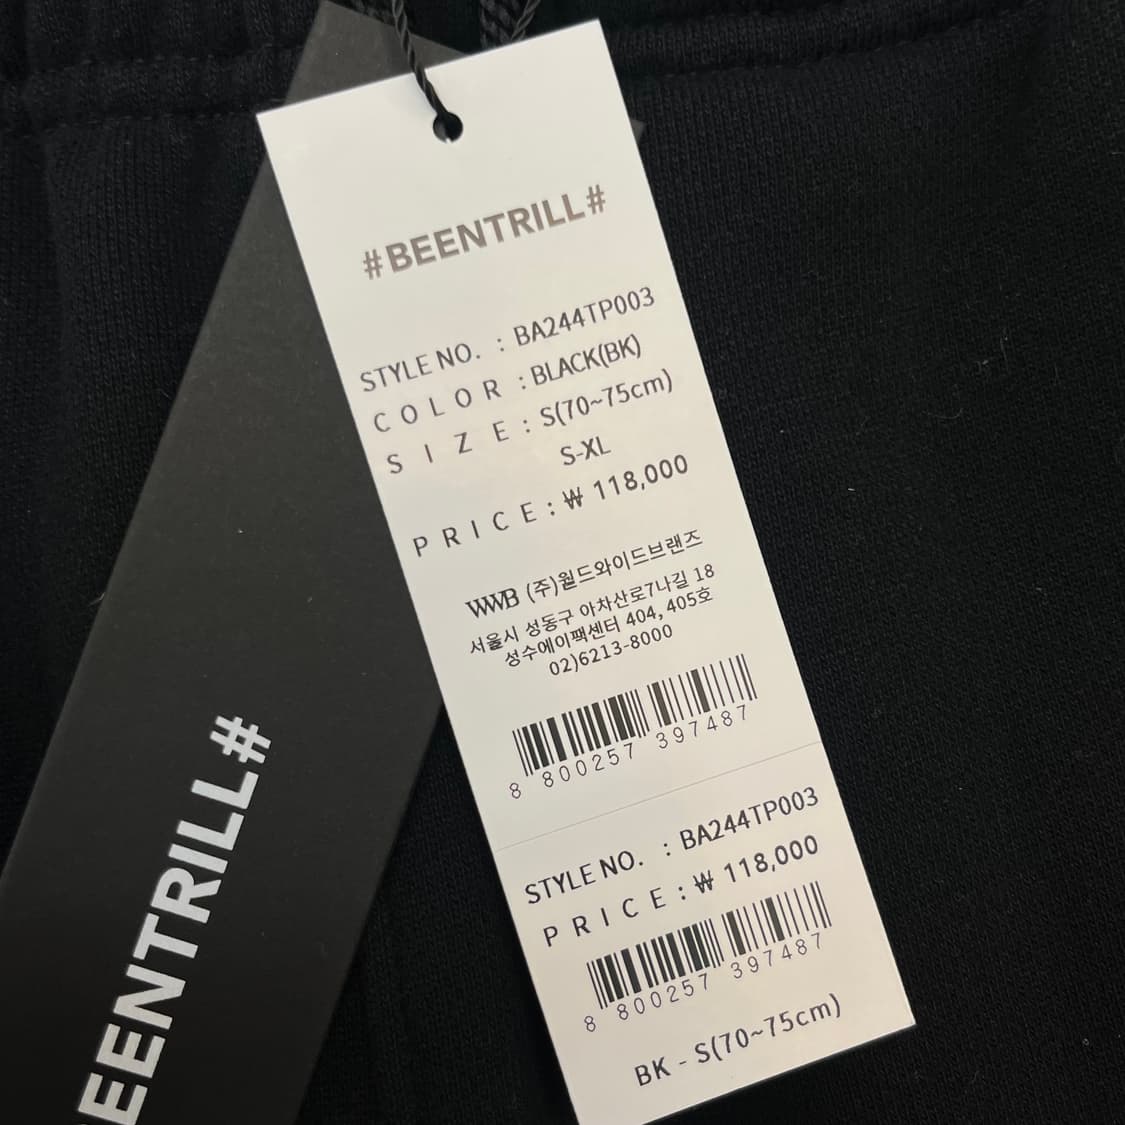 #BEENTRILL#
STYLE NO. : BA244TP003
COLOR : BLACK(BK)
SIZE : S(70~75cm)
S-XL
PRICE : ₩ 118,000
WWB (주)월드와이드브랜즈
서울시 성동구 아차산로7나길 18
성수에이팩센터 404, 405호
02)6213-8000
8 800257 397487
STYLE NO. : BA244TP003
PRICE : ₩ 118,000
8 800257 397487
BK - S(70~75cm)
EENTRILL#